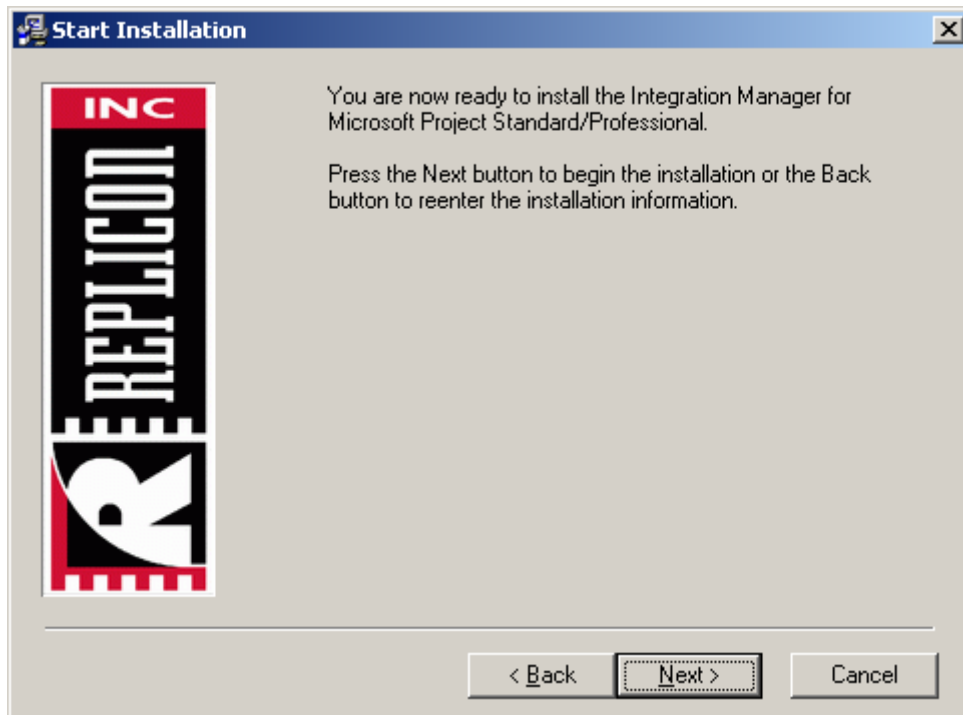 Start Installation
INC
REPLICON
R
You are now ready to install the Integration Manager for
Microsoft Project Standard/Professional.
Press the Next button to begin the installation or the Back
button to reenter the installation information.
< Back
Next >
Cancel